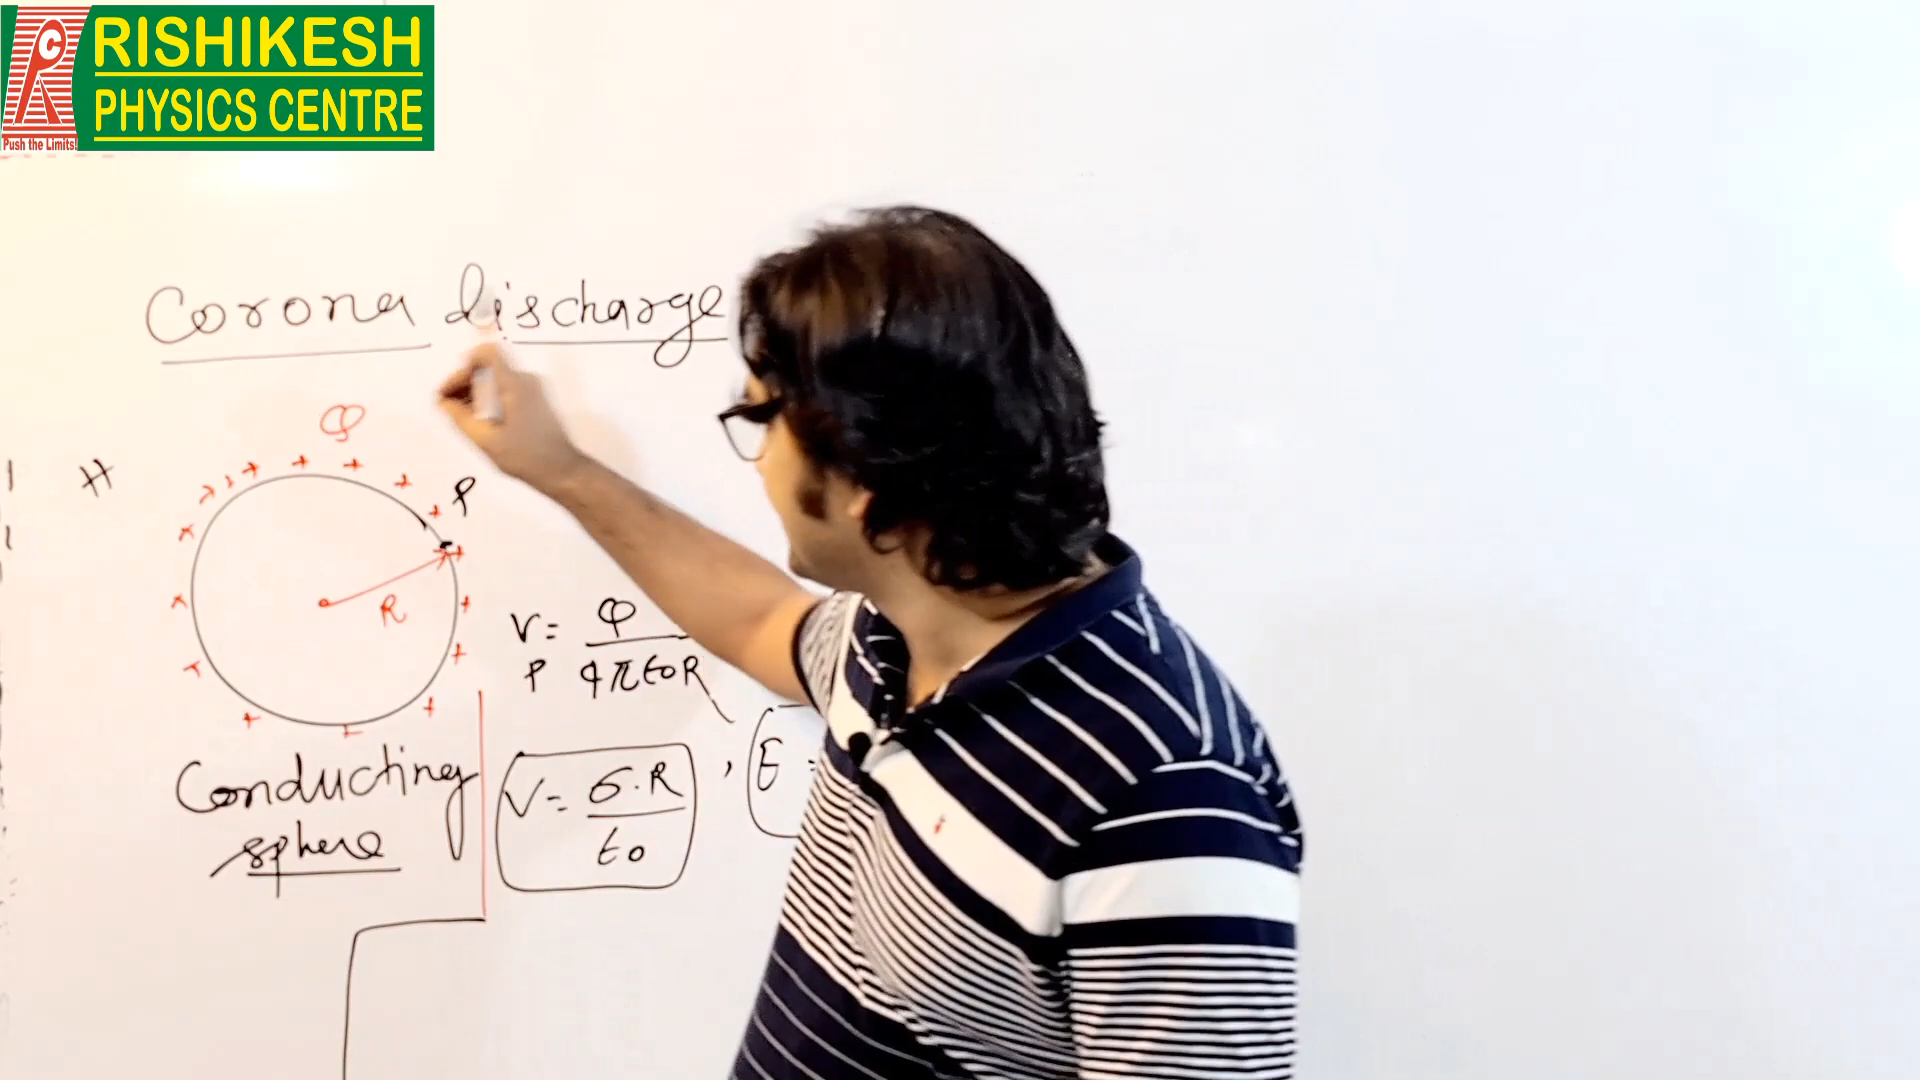 RISHIKESH
PHYSICS CENTRE
Push the Limits!
Corona discharge
Q
H
P
R
V = Q
P 4πε0R
V = σ.R , E =
ε0
Conducting
sphere